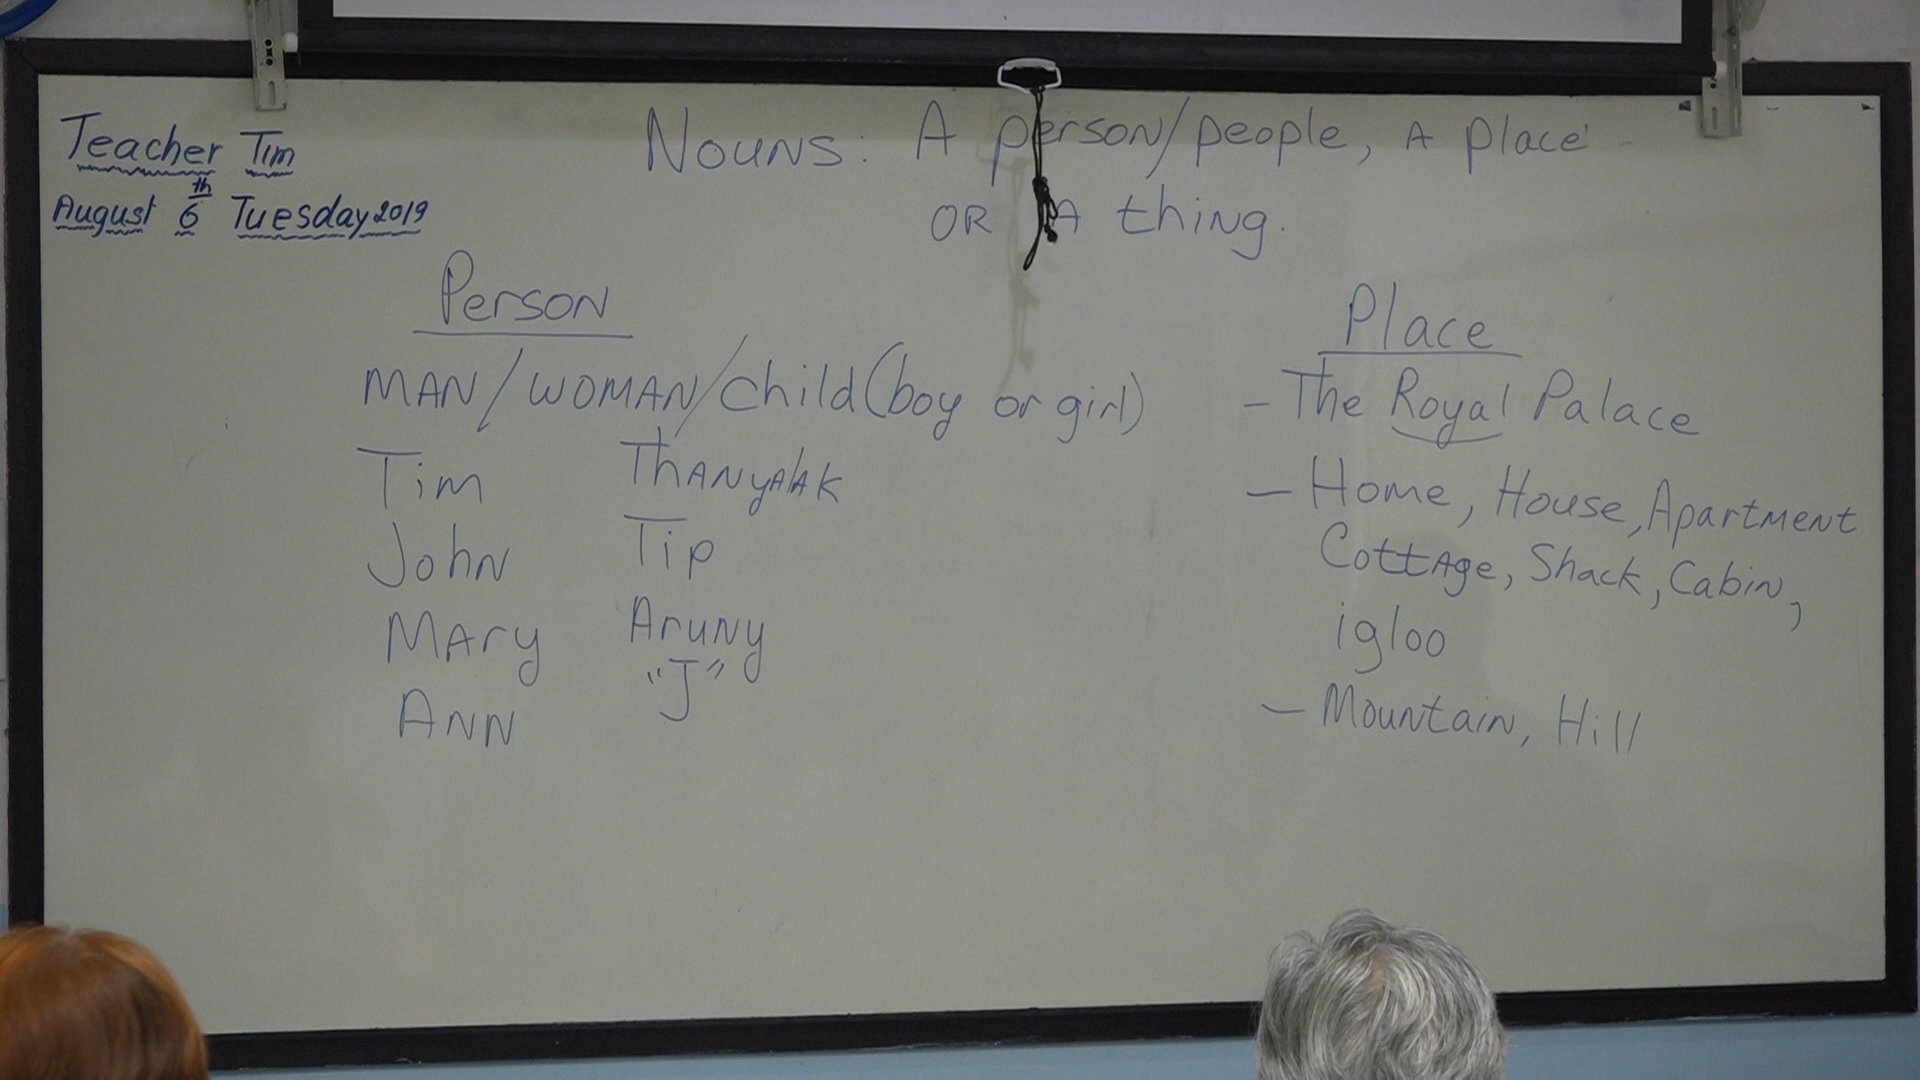 Teacher Tim
August 6th Tuesday 2019
Nouns: A person/people, A place
OR A thing.
Person
MAN/WOMAN/child (boy or girl)
Tim Thanyalak
John Tip
Mary Aruny
"J"
ANN
Place
- The Royal Palace
- Home, House, Apartment
Cottage, Shack, Cabin,
igloo
- Mountain, Hill